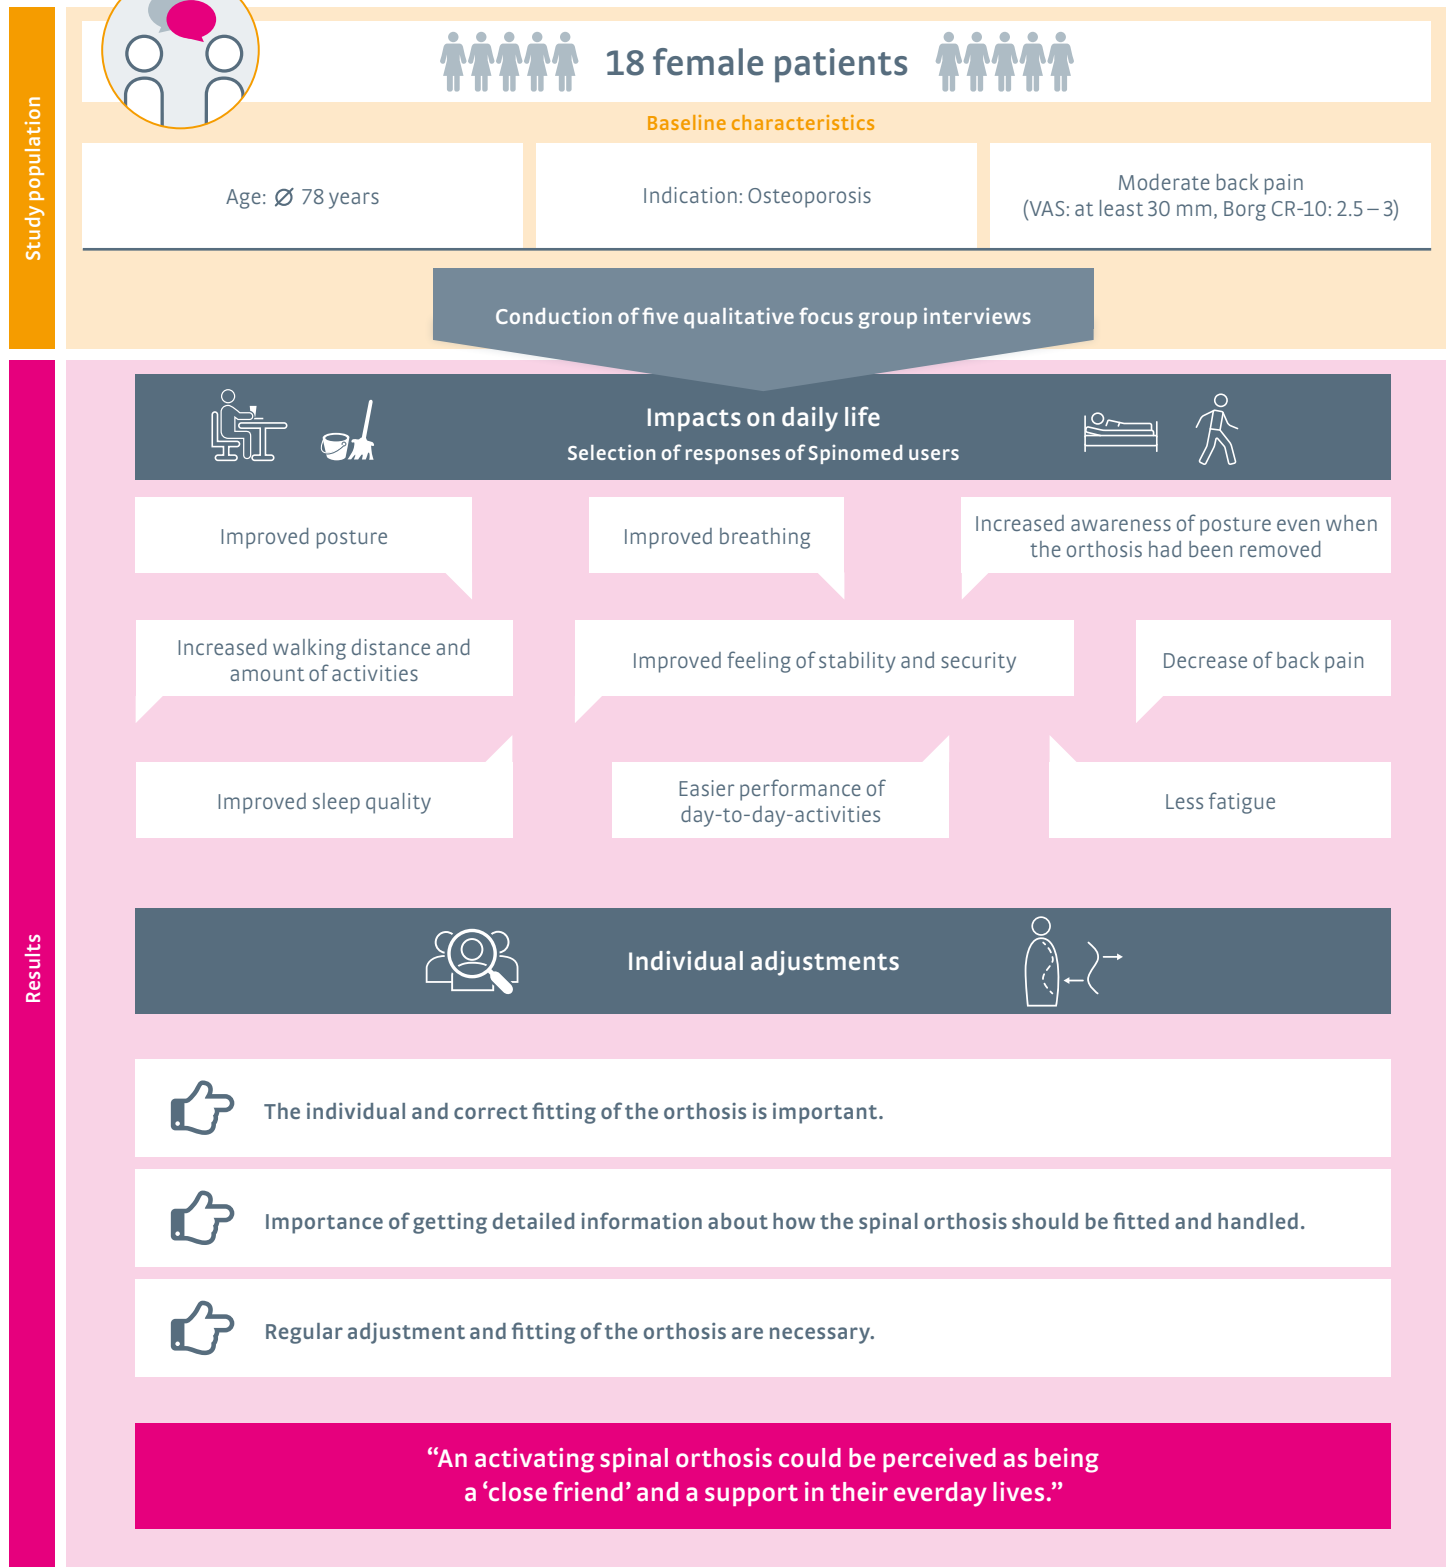 Study population
18 female patients
Baseline characteristics
Age: Ø 78 years
Indication: Osteoporosis
Moderate back pain
(VAS: at least 30 mm, Borg CR-10: 2.5 – 3)
Conduction of five qualitative focus group interviews
Results
Impacts on daily life
Selection of responses of Spinomed users
Improved posture
Improved breathing
Increased awareness of posture even when
the orthosis had been removed
Increased walking distance and
amount of activities
Improved feeling of stability and security
Decrease of back pain
Improved sleep quality
Easier performance of
day-to-day-activities
Less fatigue
Individual adjustments
The individual and correct fitting of the orthosis is important.
Importance of getting detailed information about how the spinal orthosis should be fitted and handled.
Regular adjustment and fitting of the orthosis are necessary.
“An activating spinal orthosis could be perceived as being
a ‘close friend’ and a support in their everday lives.”